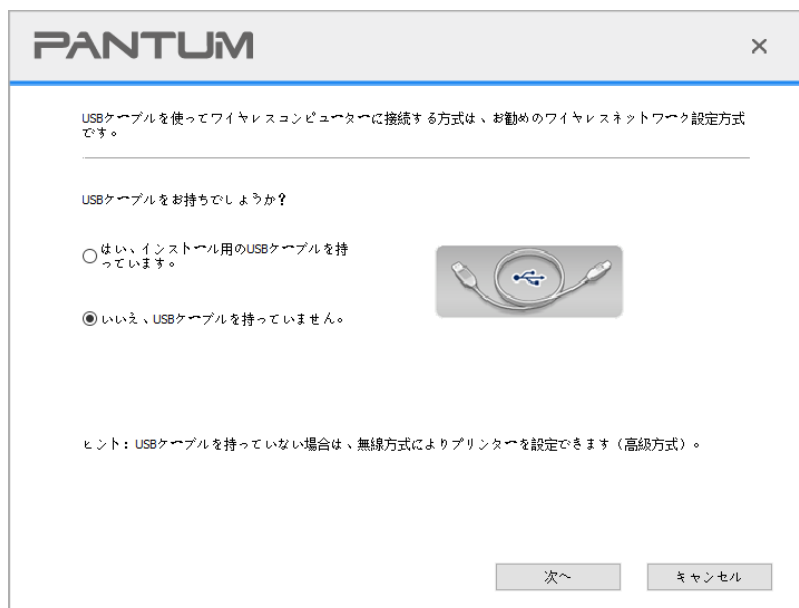 PANTUM
USBケーブルを使ってワイヤレスコンピューターに接続する方式は、お勧めのワイヤレスネットワーク設定方式
です。
USBケーブルをお持ちでしょうか?
はい、インストール用のUSBケーブルを持
っています。
いいえ、USBケーブルを持っていません。
ヒント: USBケーブルを持っていない場合は、無線方式によりプリンターを設定できます（高級方式）。
次へ
キャンセル